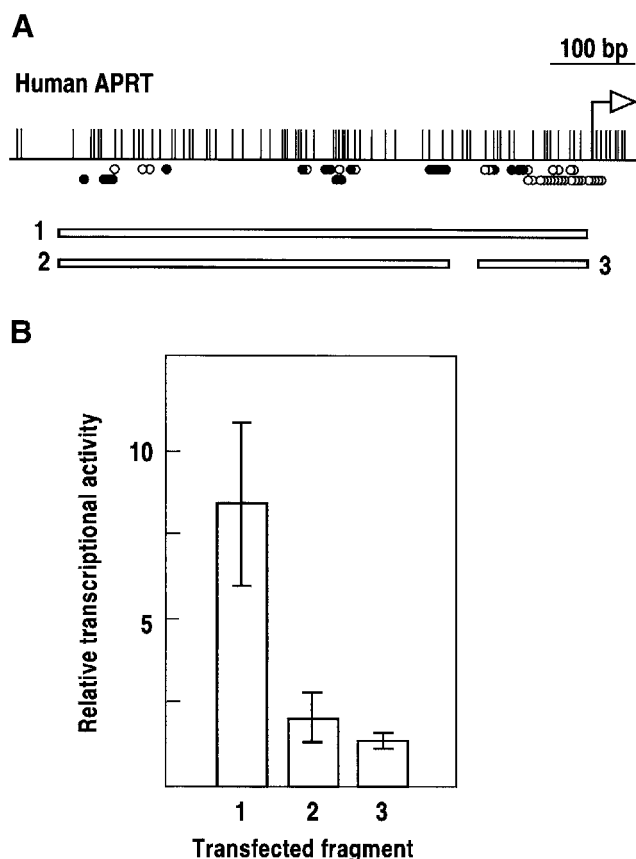 A
100 bp
Human APRT
1
2
3
B
Relative transcriptional activity
10
5
1 2 3
Transfected fragment